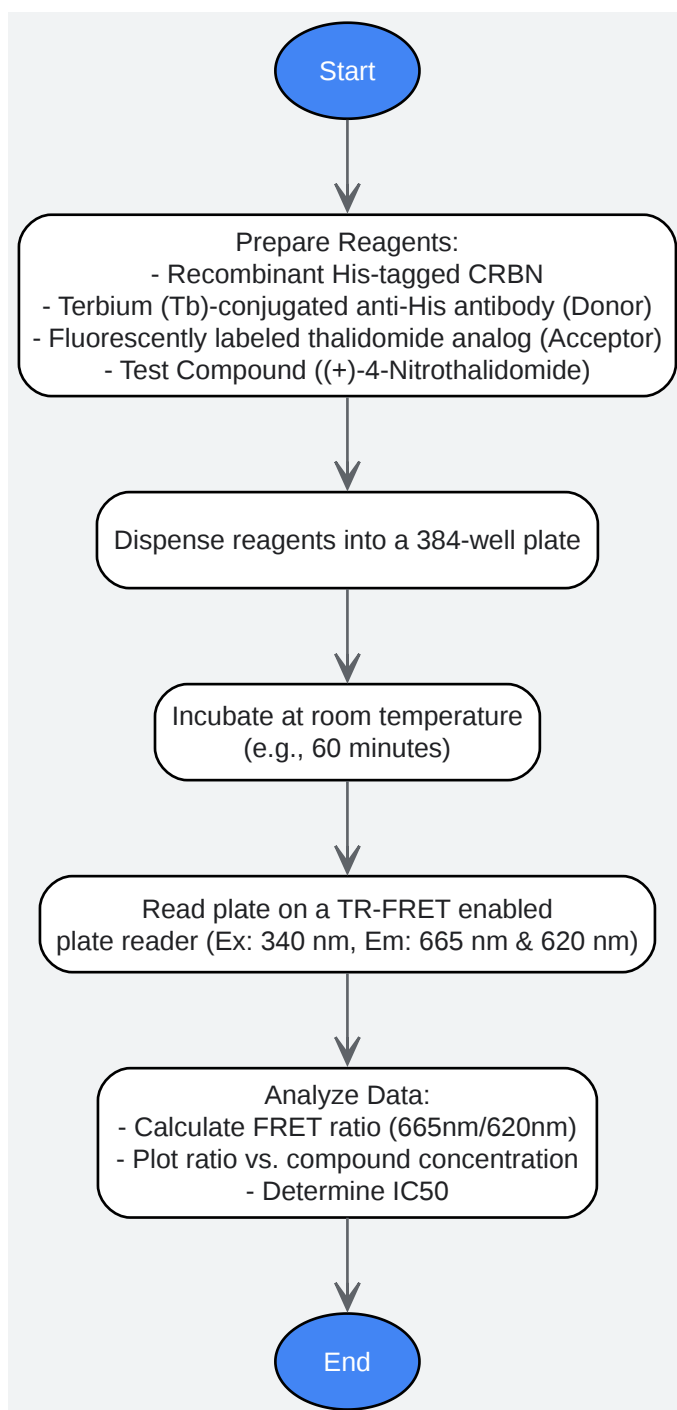 Start
Prepare Reagents:
- Recombinant His-tagged CRBN
- Terbium (Tb)-conjugated anti-His antibody (Donor)
- Fluorescently labeled thalidomide analog (Acceptor)
- Test Compound ((+)-4-Nitrothalidomide)
Dispense reagents into a 384-well plate
Incubate at room temperature
(e.g., 60 minutes)
Read plate on a TR-FRET enabled
plate reader (Ex: 340 nm, Em: 665 nm & 620 nm)
Analyze Data:
- Calculate FRET ratio (665nm/620nm)
- Plot ratio vs. compound concentration
- Determine IC50
End